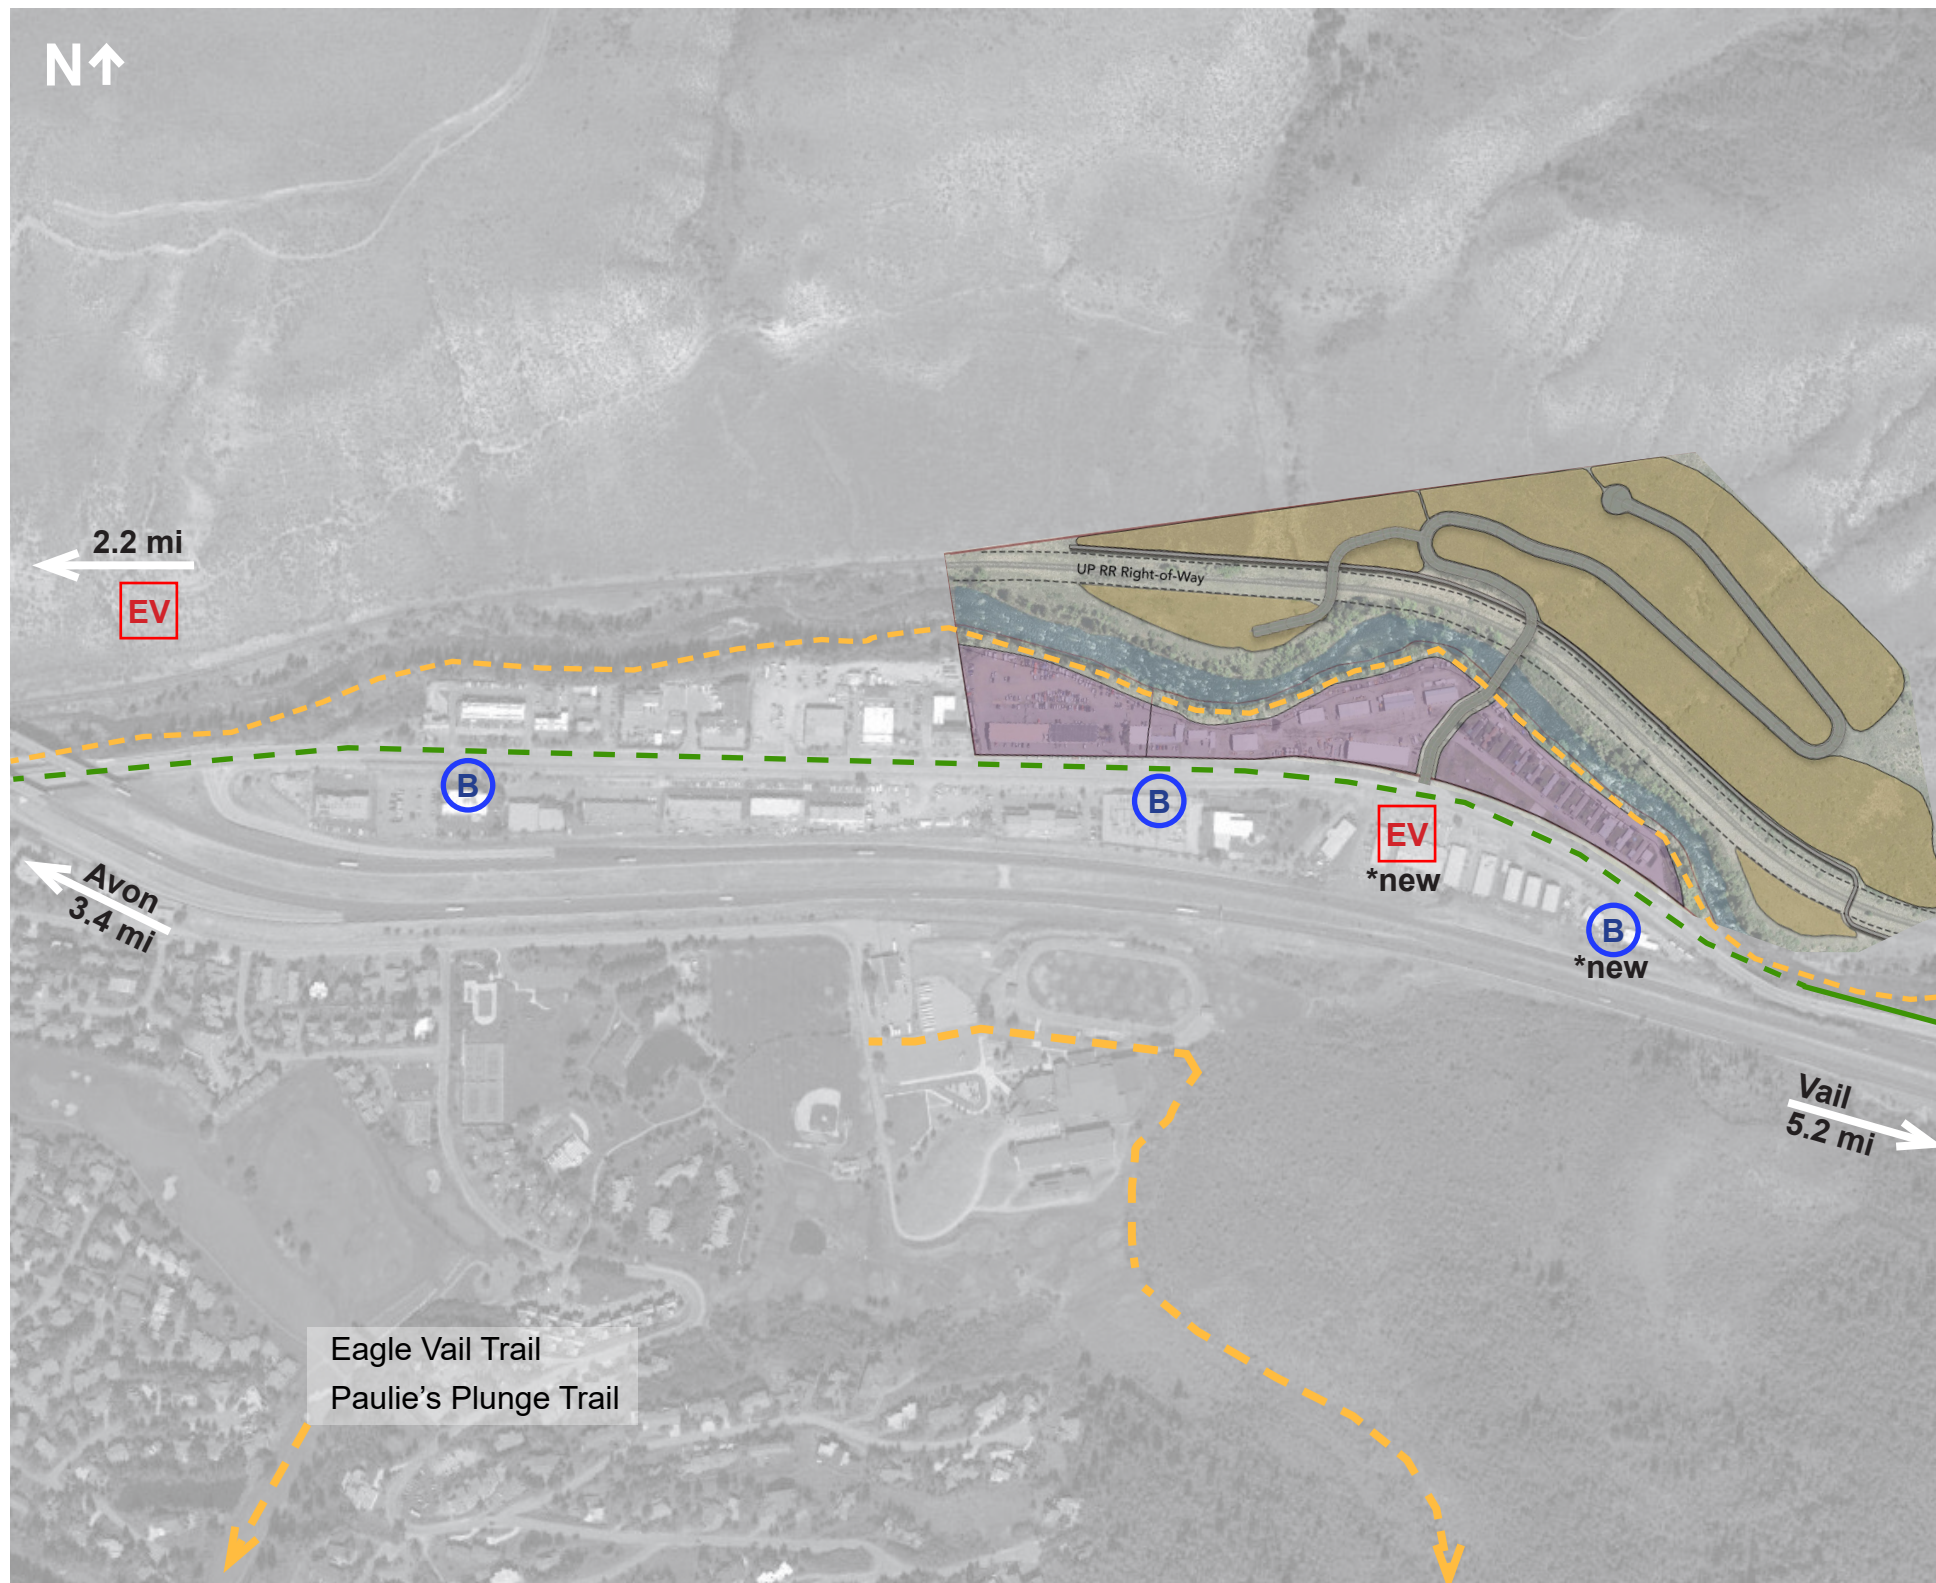 N
2.2 mi
EV
UP RR Right-of-Way
B
B
EV
*new
Avon
3.4 mi
B
*new
Vail
5.2 mi
Eagle Vail Trail
Paulie’s Plunge Trail